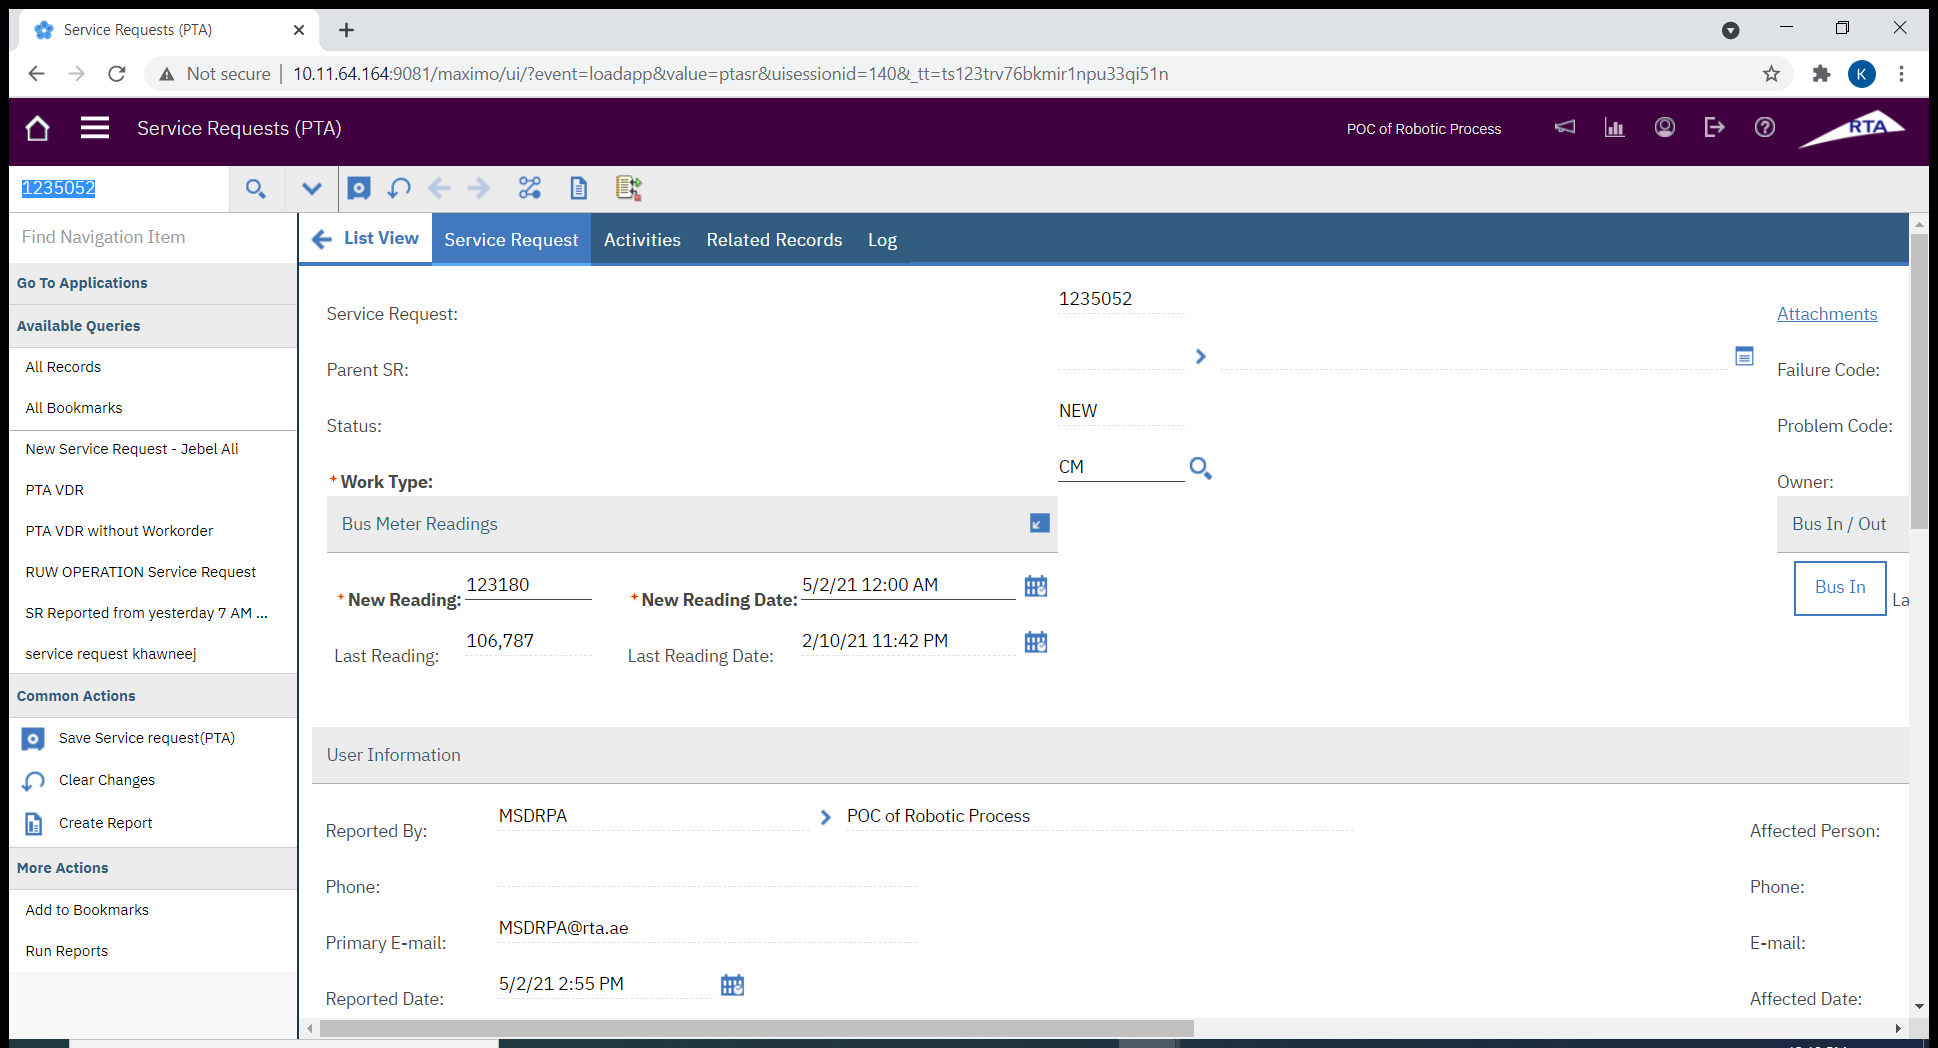 Service Requests (PTA)
Not secure
10.11.64.164:9081/maximo/ui/?event=loadapp&value=ptasr&uisessionid=140&_tt=ts123trv76bkmir1npu33qi51n
K
Service Requests (PTA)
POC of Robotic Process
RTA
1235052
Find Navigation Item
Go To Applications
Available Queries
All Records
All Bookmarks
New Service Request - Jebel Ali
PTA VDR
PTA VDR without Workorder
RUW OPERATION Service Request
SR Reported from yesterday 7 AM ...
service request khawneej
Common Actions
Save Service request(PTA)
Clear Changes
Create Report
More Actions
Add to Bookmarks
Run Reports
List View
Service Request
Activities
Related Records
Log
Service Request: 1235052
Attachments
Parent SR:
Failure Code:
Status: NEW
Problem Code:
* Work Type: CM
Owner:
Bus Meter Readings
Bus In / Out
* New Reading: 123180
* New Reading Date: 5/2/21 12:00 AM
Bus In
La
Last Reading: 106,787
Last Reading Date: 2/10/21 11:42 PM
User Information
Reported By: MSDRPA
POC of Robotic Process
Affected Person:
Phone:
Phone:
Primary E-mail: MSDRPA@rta.ae
E-mail:
Reported Date: 5/2/21 2:55 PM
Affected Date: